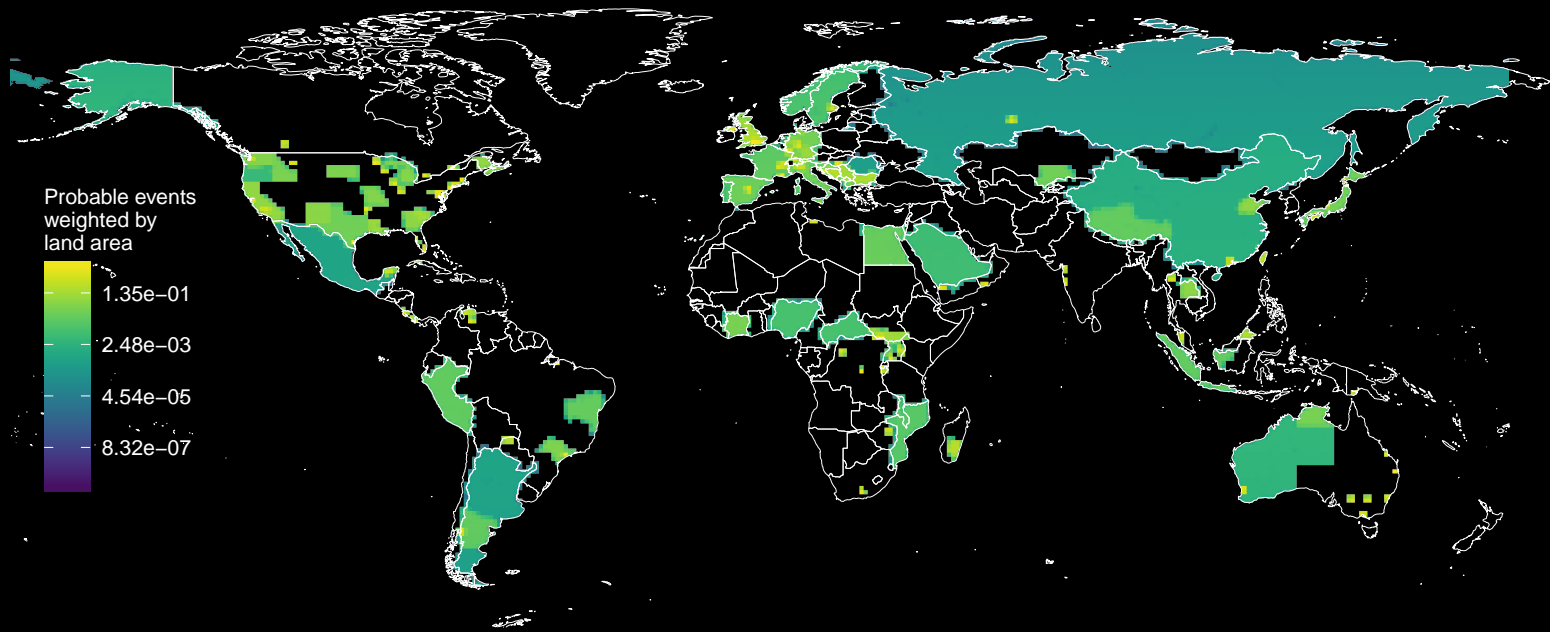 Probable events
weighted by
land area
1.35e−01
2.48e−03
4.54e−05
8.32e−07